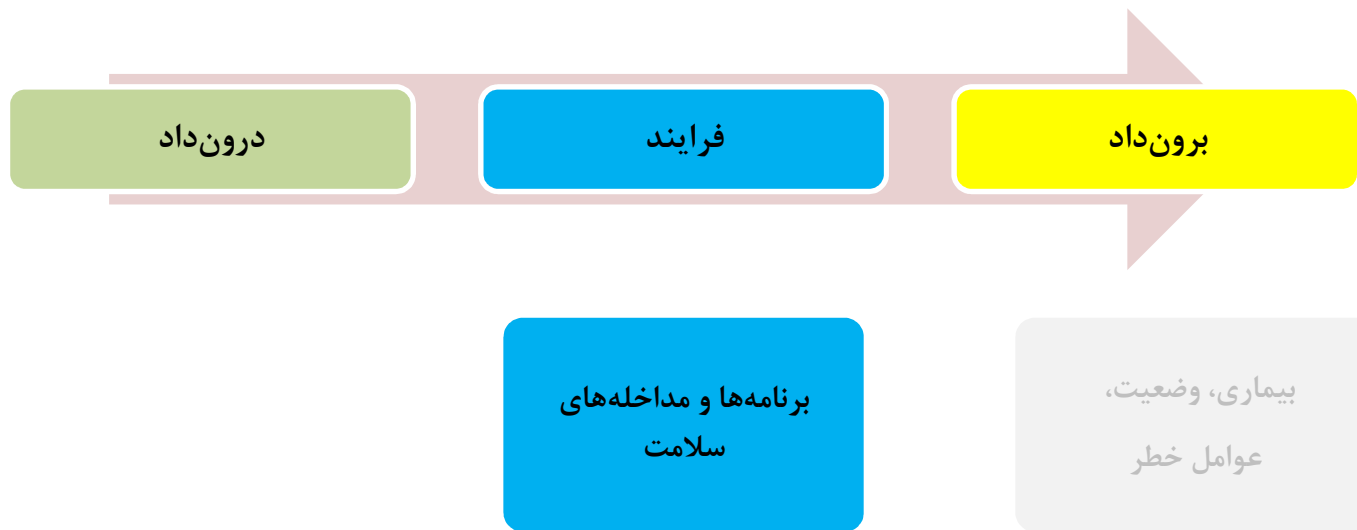 درون‌داد
فرایند
برون‌داد
برنامه‌ها و مداخله‌های
سلامت
بیماری، وضعیت،
عوامل خطر